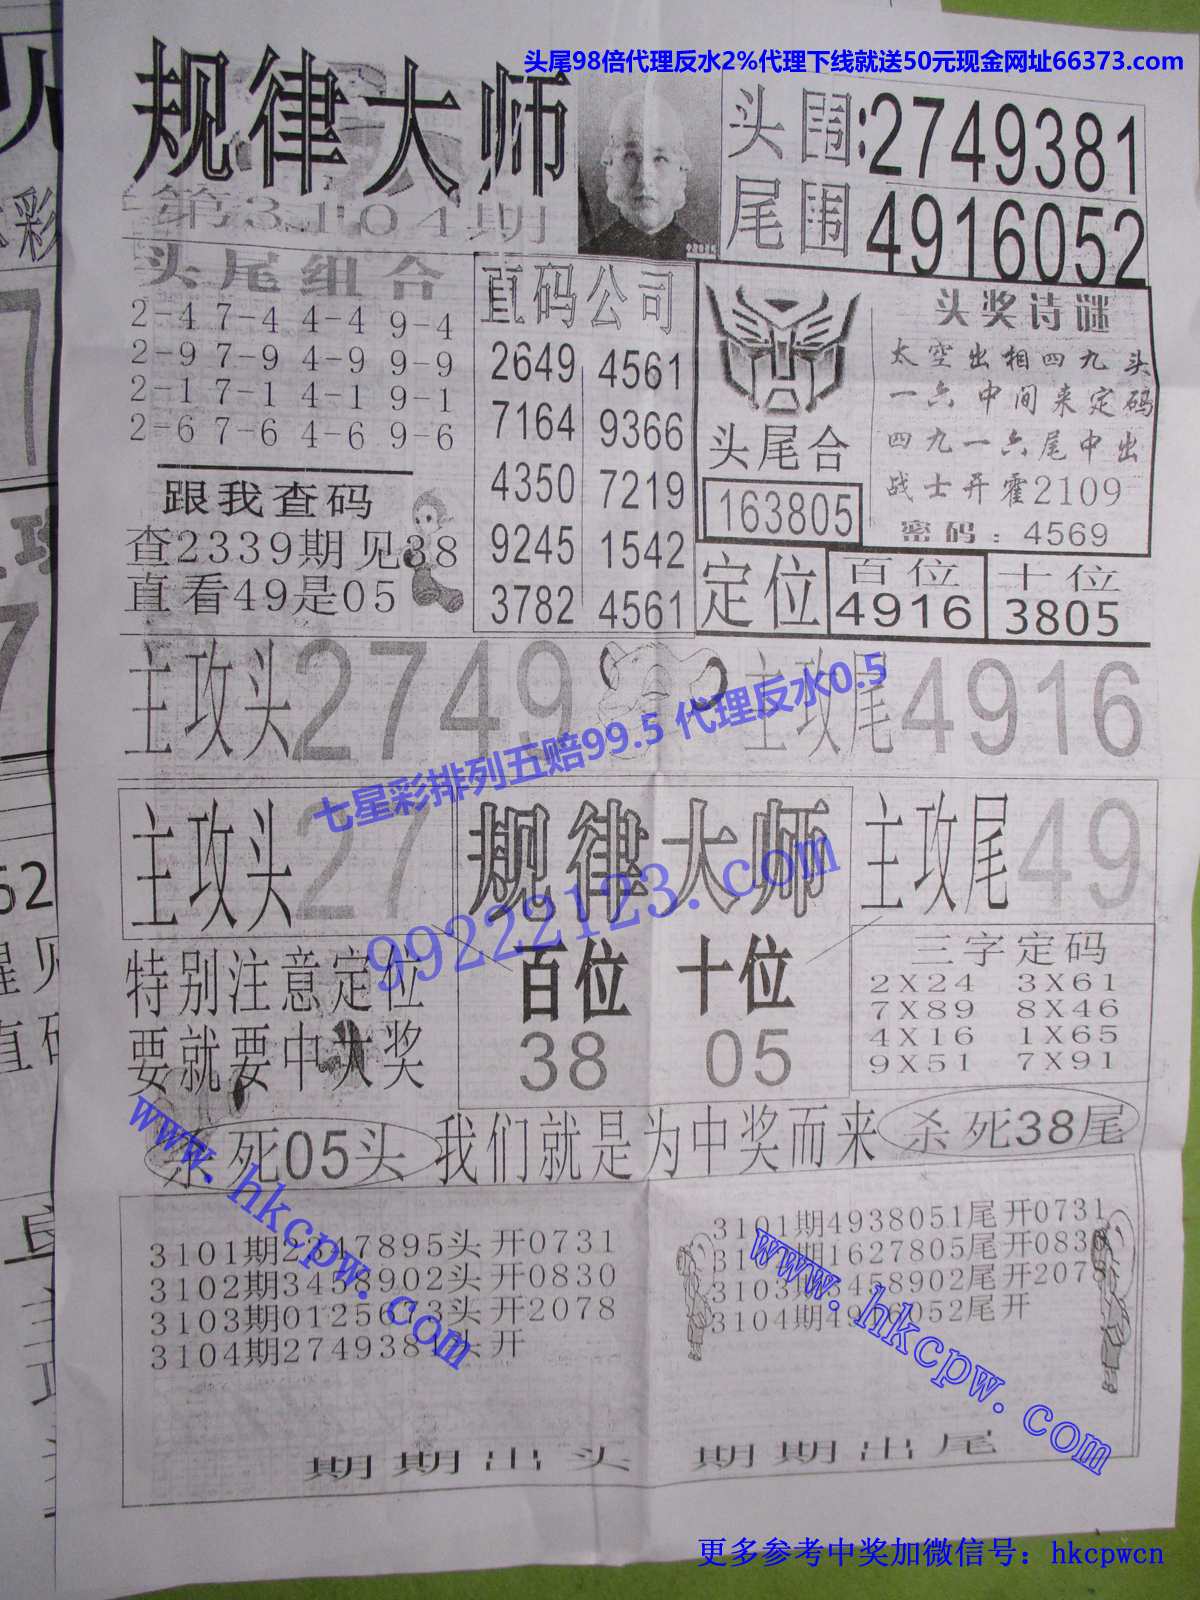 头尾98倍代理反水2%代理下线就送50元现金网址66373.com
规律大师
第3104期
头围:2749381
尾围 4916052
头尾组合
2-4 7-4 4-4 9-4
2-9 7-9 4-9 9-9
2-1 7-1 4-1 9-1
2-6 7-6 4-6 9-6
跟我查码
查2339期见38
直看49是05
直码公司
2649 4561
7164 9366
4350 7219
9245 1542
3782 4561
头尾合
163805
头奖诗谜
太空出相四九头
一六中间来定码
四九一六尾中出
战士开霍2109
密码:4569
定位
百位
4916
十位
3805
主攻头2749
主攻尾4916
七星彩排列五赔99.5 代理反水0.5
主攻头27
规律大师
主攻尾49
99222123.com
特别注意定位
要就要中大奖
百位 十位
38 05
三字定码
2X24 3X61
7X89 8X46
4X16 1X65
9X51 7X91
杀死05头
我们就是为中奖而来
杀死38尾
www.hkcpw.com
3101期2347895头 开0731
3102期3458902头 开0830
3103期0125673头 开2078
3104期2749381头 开
3101期4938051尾 开0731
1627805尾 开083
3103期3458902尾 开2078
3104期4916052尾 开
www.hkcpw.com
期期出头
期期出尾
更多参考中奖加微信号：hkcpwcn
彩
7
52
直码